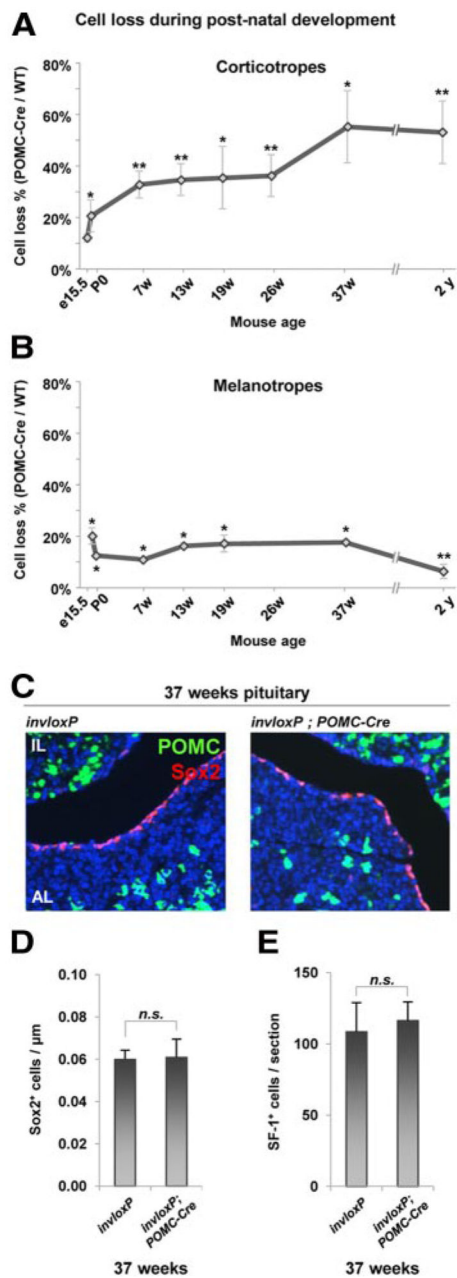 A Cell loss during post-natal development
Corticotropes
Cell loss % (POMC-Cre / WT)
80%
60%
40%
20%
0%
*
*
**
**
*
**
*
**
e15.5 P0 7w 13w 19w 26w 37w 2 y
Mouse age
B
Melanotropes
Cell loss % (POMC-Cre / WT)
80%
60%
40%
20%
0%
*
*
*
*
*
*
**
e15.5 P0 7w 13w 19w 26w 37w 2 y
Mouse age
C 37 weeks pituitary
invloxP
invloxP ; POMC-Cre
IL
POMC
Sox2
AL
D
Sox2+ cells / µm
0.10
0.08
0.06
0.04
0.02
0.00
n.s.
invloxP
invloxP;
POMC-Cre
37 weeks
E
SF-1+ cells / section
150
100
50
0
n.s.
invloxP
invloxP;
POMC-Cre
37 weeks